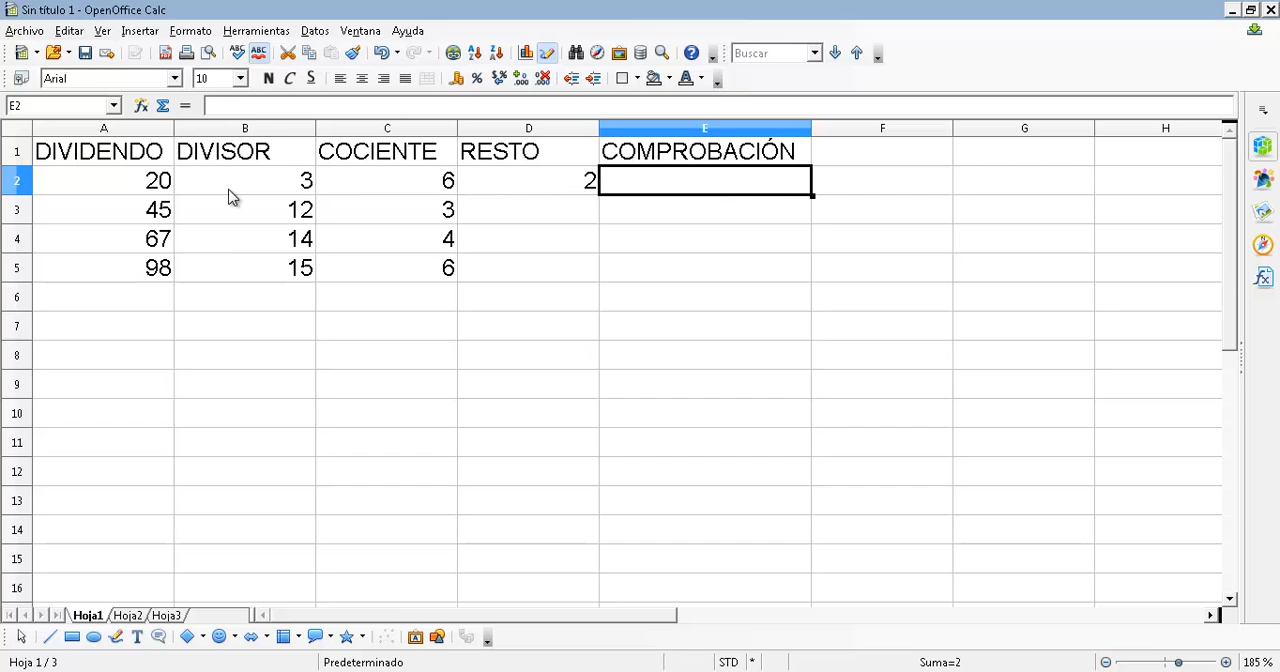 Sin título 1 - OpenOffice Calc
Archivo Editar Ver Insertar Formato Herramientas Datos Ventana Ayuda
ABC ABC Buscar
Arial 10 N C S
E2
A B C D E F G H
1 DIVIDENDO DIVISOR COCIENTE RESTO COMPROBACIÓN
2 20 3 6 2
3 45 12 3
4 67 14 4
5 98 15 6
6
7
8
9
10
11
12
13
14
15
16
Hoja1 Hoja2 Hoja3
Hoja 1 / 3 Predeterminado STD * Suma=2 185 %